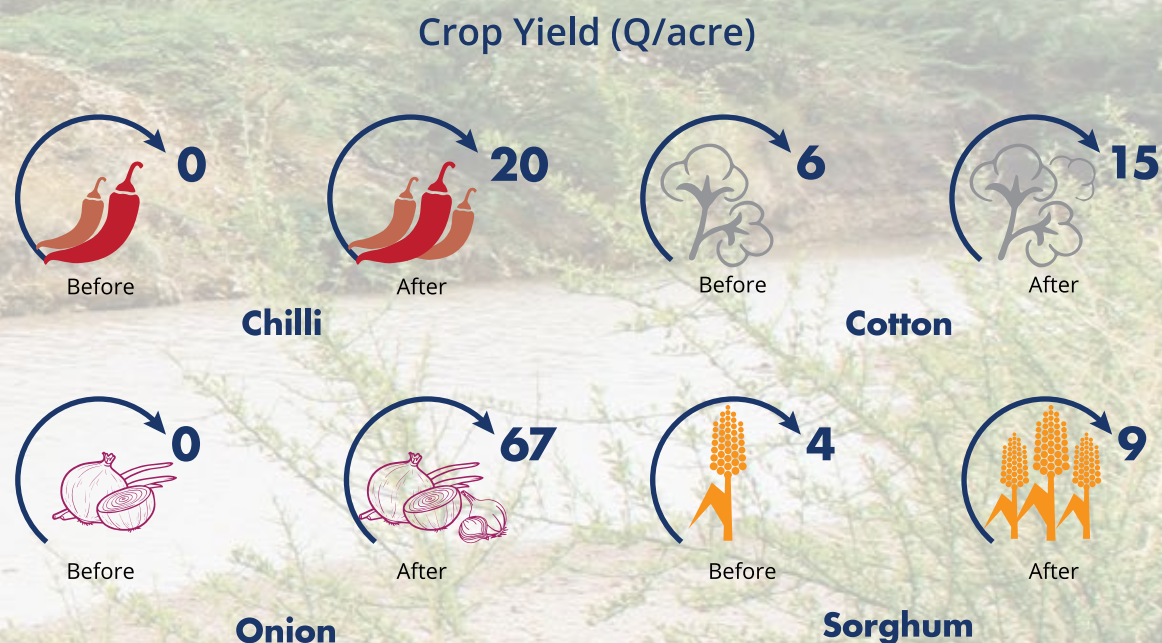 Crop Yield (Q/acre)
0
20
6
15
Before
After
Before
After
Chilli
Cotton
0
67
4
9
Before
After
Before
After
Onion
Sorghum